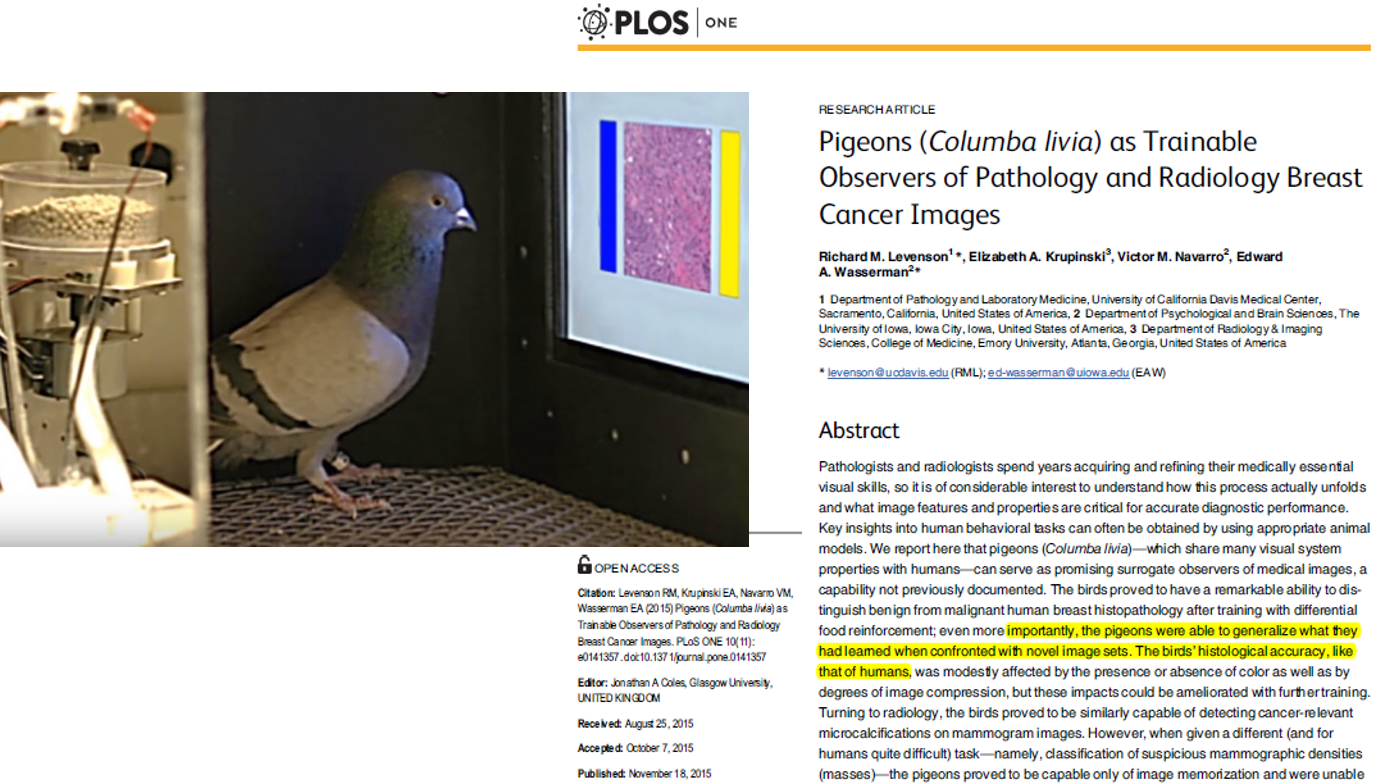 PLOS ONE
RESEARCH ARTICLE
Pigeons (Columba livia) as Trainable
Observers of Pathology and Radiology Breast
Cancer Images
Richard M. Levenson1*, Elizabeth A. Krupinski3, Victor M. Navarro2, Edward
A. Wasserman2*
1 Department of Pathology and Laboratory Medicine, University of California Davis Medical Center,
Sacramento, California, United States of America, 2 Department of Psychological and Brain Sciences, The
University of Iowa, Iowa City, Iowa, United States of America, 3 Department of Radiology & Imaging
Sciences, College of Medicine, Emory University, Atlanta, Georgia, United States of America
* levenson@ucdavis.edu (RML); ed-wasserman@uiowa.edu (EAW)
Abstract
Pathologists and radiologists spend years acquiring and refining their medically essential
visual skills, so it is of considerable interest to understand how this process actually unfolds
and what image features and properties are critical for accurate diagnostic performance.
Key insights into human behavioral tasks can often be obtained by using appropriate animal
models. We report here that pigeons (Columba livia)—which share many visual system
properties with humans—can serve as promising surrogate observers of medical images, a
capability not previously documented. The birds proved to have a remarkable ability to dis-
tinguish benign from malignant human breast histopathology after training with differential
food reinforcement; even more importantly, the pigeons were able to generalize what they
had learned when confronted with novel image sets. The birds' histological accuracy, like
that of humans, was modestly affected by the presence or absence of color as well as by
degrees of image compression, but these impacts could be ameliorated with further training.
Turning to radiology, the birds proved to be similarly capable of detecting cancer-relevant
microcalcifications on mammogram images. However, when given a different (and for
humans quite difficult) task—namely, classification of suspicious mammographic densities
(masses)—the pigeons proved to be capable only of image memorization and were unable
OPEN ACCESS
Citation: Levenson RM, Krupinski EA, Navarro VM,
Wasserman EA (2015) Pigeons (Columba livia) as
Trainable Observers of Pathology and Radiology
Breast Cancer Images. PLoS ONE 10(11):
e0141357. doi:10.1371/journal.pone.0141357
Editor: Jonathan A Coles, Glasgow University,
UNITED KINGDOM
Received: August 25, 2015
Accepted: October 7, 2015
Published: November 18, 2015